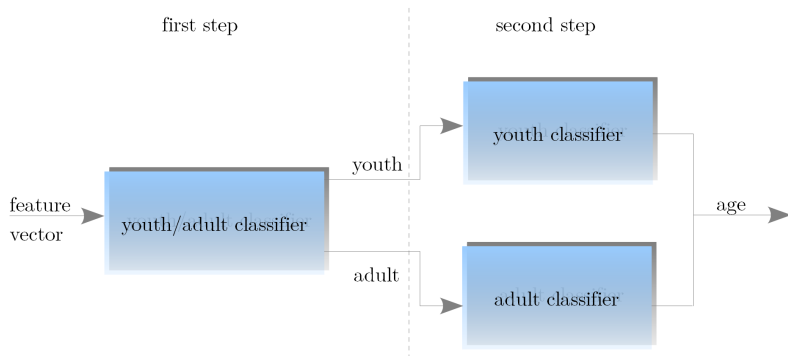 first step
second step
youth classifier
youth
feature
vector
youth/adult classifier
age
adult
adult classifier